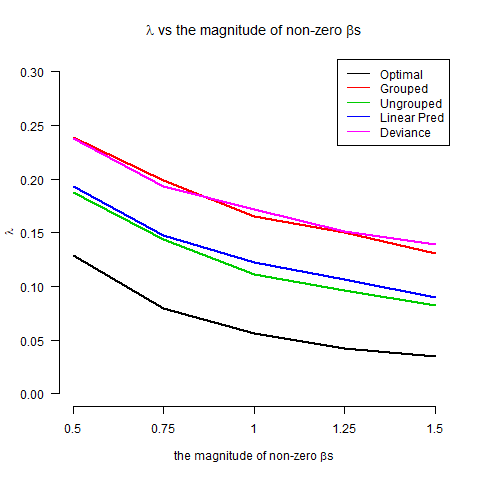 λ vs the magnitude of non-zero βs
Optimal
Grouped
Ungrouped
Linear Pred
Deviance
0.30
0.25
0.20
0.15
0.10
0.05
0.00
λ
0.5 0.75 1 1.25 1.5
the magnitude of non-zero βs